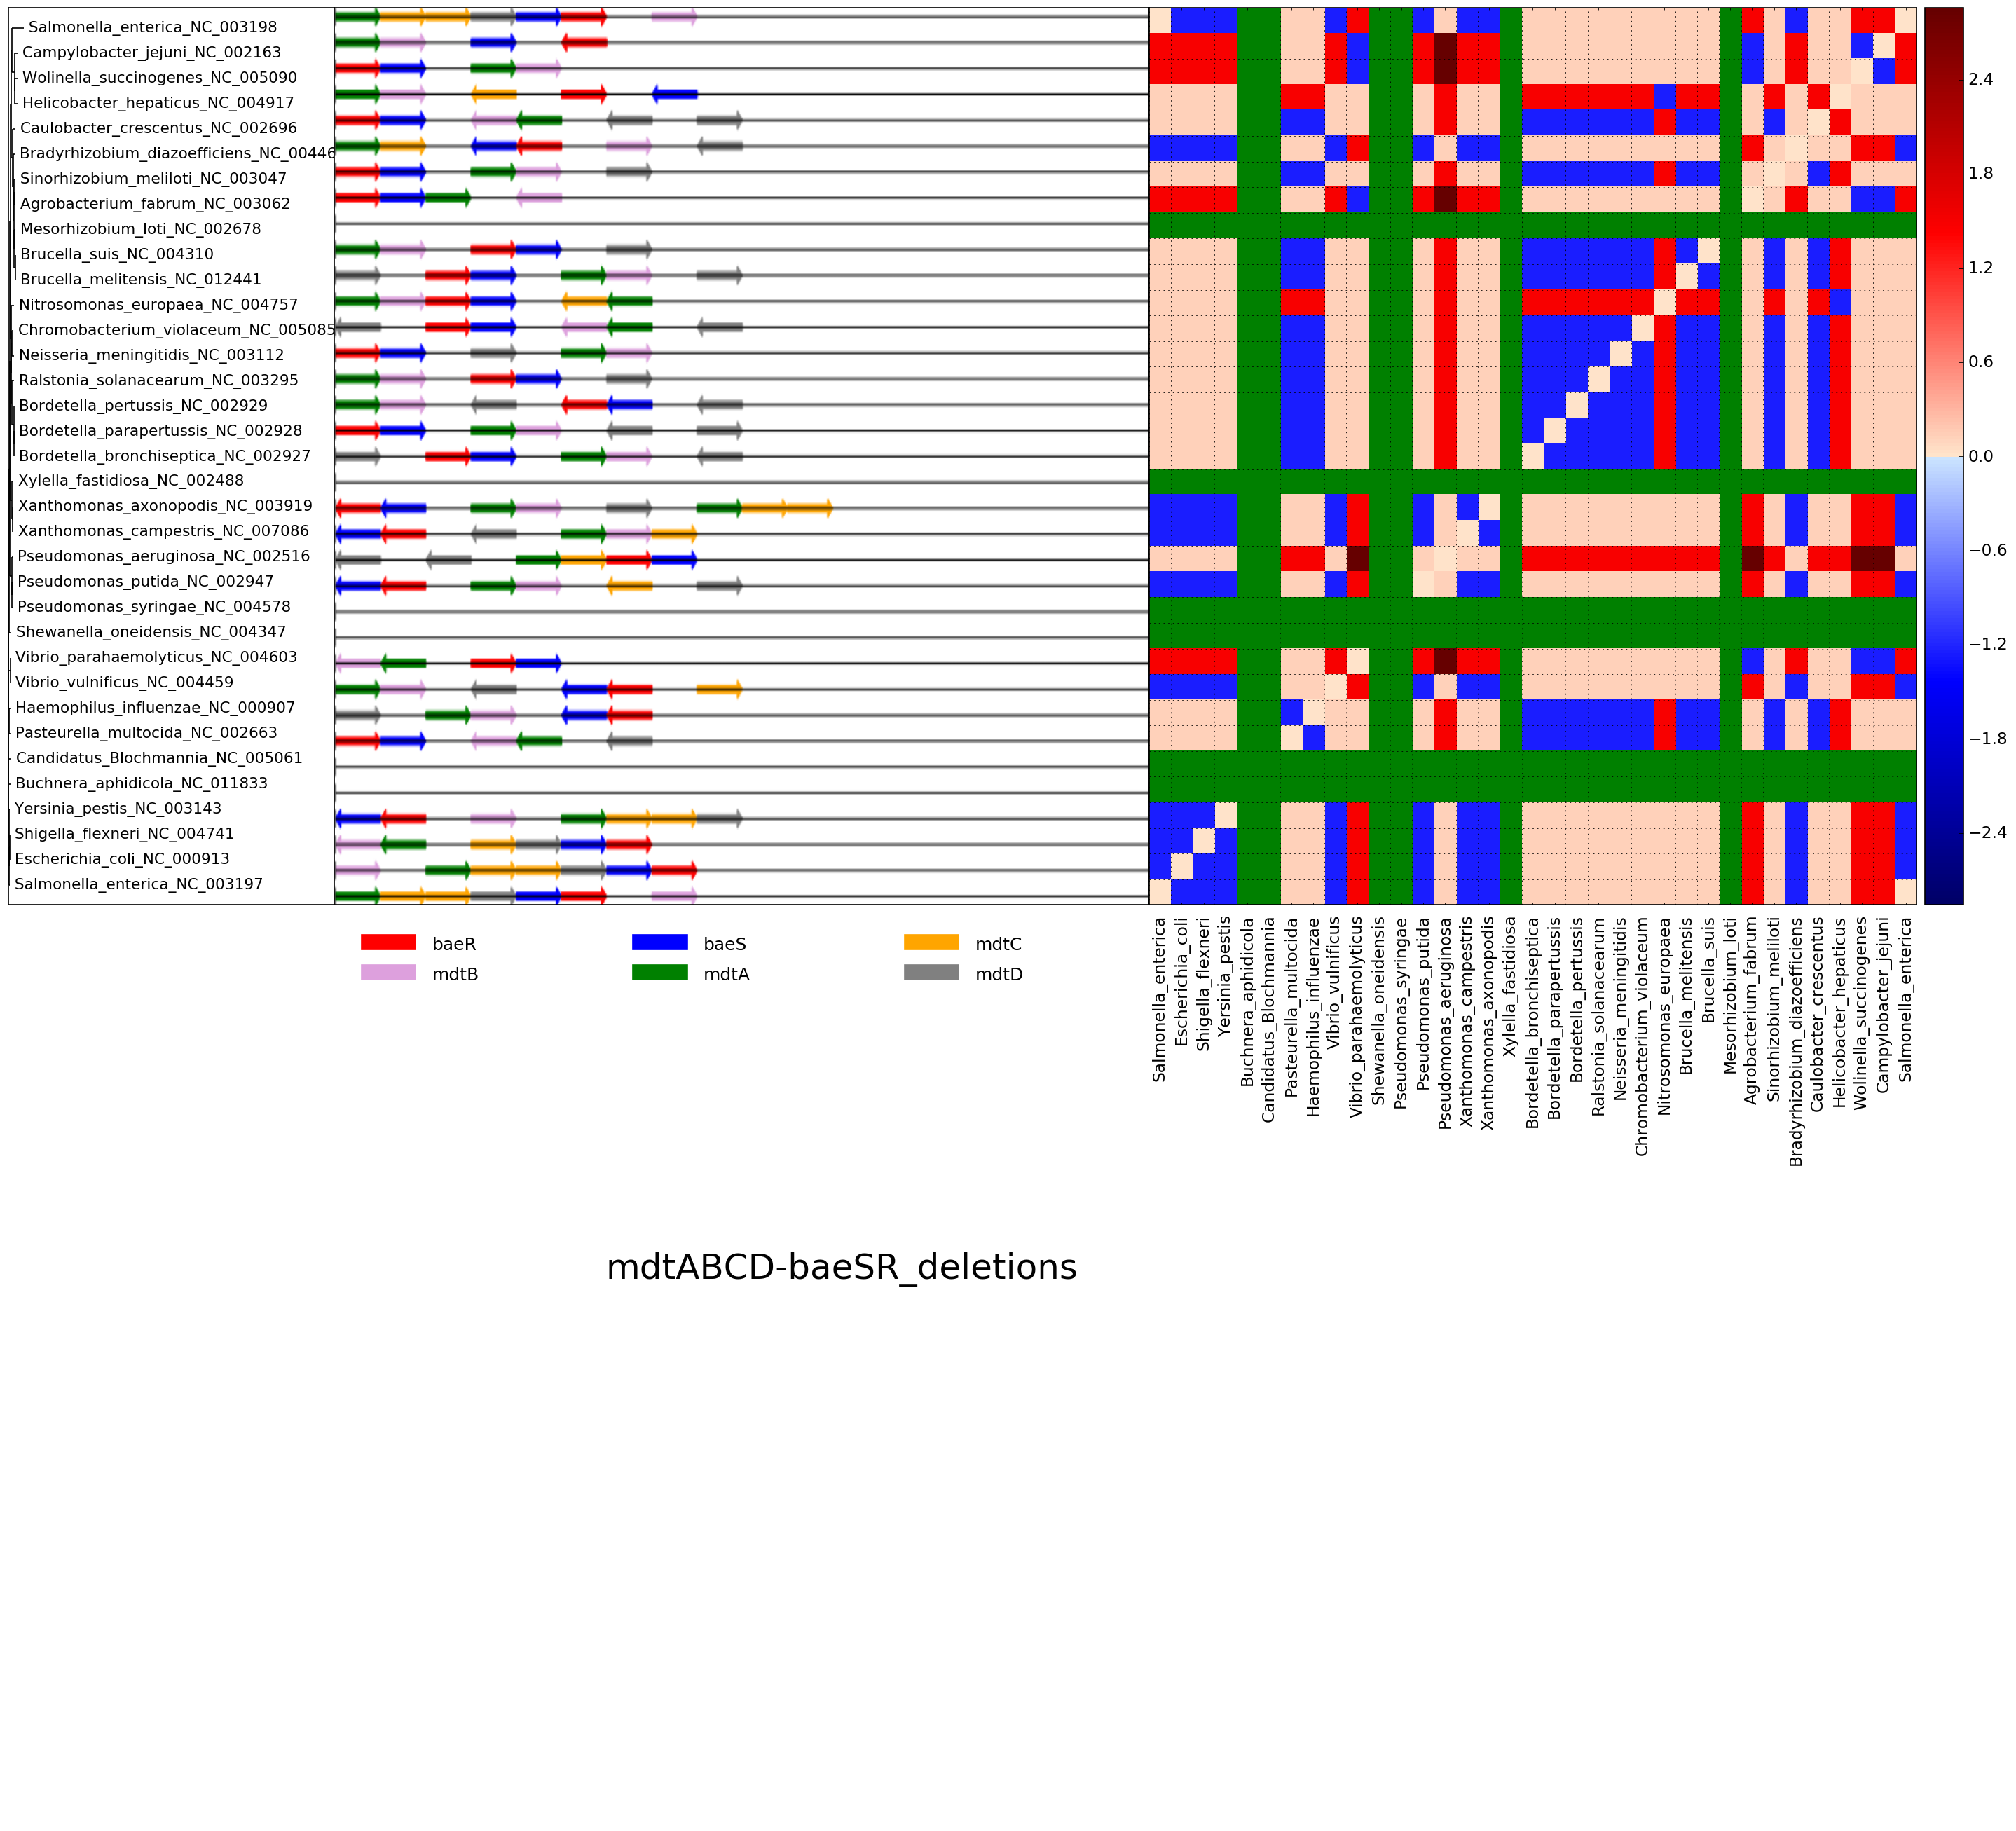 Salmonella_enterica_NC_003198
Campylobacter_jejuni_NC_002163
Wolinella_succinogenes_NC_005090
Helicobacter_hepaticus_NC_004917
Caulobacter_crescentus_NC_002696
Bradyrhizobium_diazoefficiens_NC_00446
Sinorhizobium_meliloti_NC_003047
Agrobacterium_fabrum_NC_003062
Mesorhizobium_loti_NC_002678
Brucella_suis_NC_004310
Brucella_melitensis_NC_012441
Nitrosomonas_europaea_NC_004757
Chromobacterium_violaceum_NC_005085
Neisseria_meningitidis_NC_003112
Ralstonia_solanacearum_NC_003295
Bordetella_pertussis_NC_002929
Bordetella_parapertussis_NC_002928
Bordetella_bronchiseptica_NC_002927
Xylella_fastidiosa_NC_002488
Xanthomonas_axonopodis_NC_003919
Xanthomonas_campestris_NC_007086
Pseudomonas_aeruginosa_NC_002516
Pseudomonas_putida_NC_002947
Pseudomonas_syringae_NC_004578
Shewanella_oneidensis_NC_004347
Vibrio_parahaemolyticus_NC_004603
Vibrio_vulnificus_NC_004459
Haemophilus_influenzae_NC_000907
Pasteurella_multocida_NC_002663
Candidatus_Blochmannia_NC_005061
Buchnera_aphidicola_NC_011833
Yersinia_pestis_NC_003143
Shigella_flexneri_NC_004741
Escherichia_coli_NC_000913
Salmonella_enterica_NC_003197
2.4
1.8
1.2
0.6
0.0
−0.6
−1.2
−1.8
−2.4
Salmonella_enterica
Escherichia_coli
Shigella_flexneri
Yersinia_pestis
Buchnera_aphidicola
Candidatus_Blochmannia
Pasteurella_multocida
Haemophilus_influenzae
Vibrio_vulnificus
Vibrio_parahaemolyticus
Shewanella_oneidensis
Pseudomonas_syringae
Pseudomonas_putida
Pseudomonas_aeruginosa
Xanthomonas_campestris
Xanthomonas_axonopodis
Xylella_fastidiosa
Bordetella_bronchiseptica
Bordetella_parapertussis
Bordetella_pertussis
Ralstonia_solanacearum
Neisseria_meningitidis
Chromobacterium_violaceum
Nitrosomonas_europaea
Brucella_melitensis
Brucella_suis
Mesorhizobium_loti
Agrobacterium_fabrum
Sinorhizobium_meliloti
Bradyrhizobium_diazoefficiens
Caulobacter_crescentus
Helicobacter_hepaticus
Wolinella_succinogenes
Campylobacter_jejuni
Salmonella_enterica
baeR baeS mdtC
mdtB mdtA mdtD
mdtABCD-baeSR_deletions